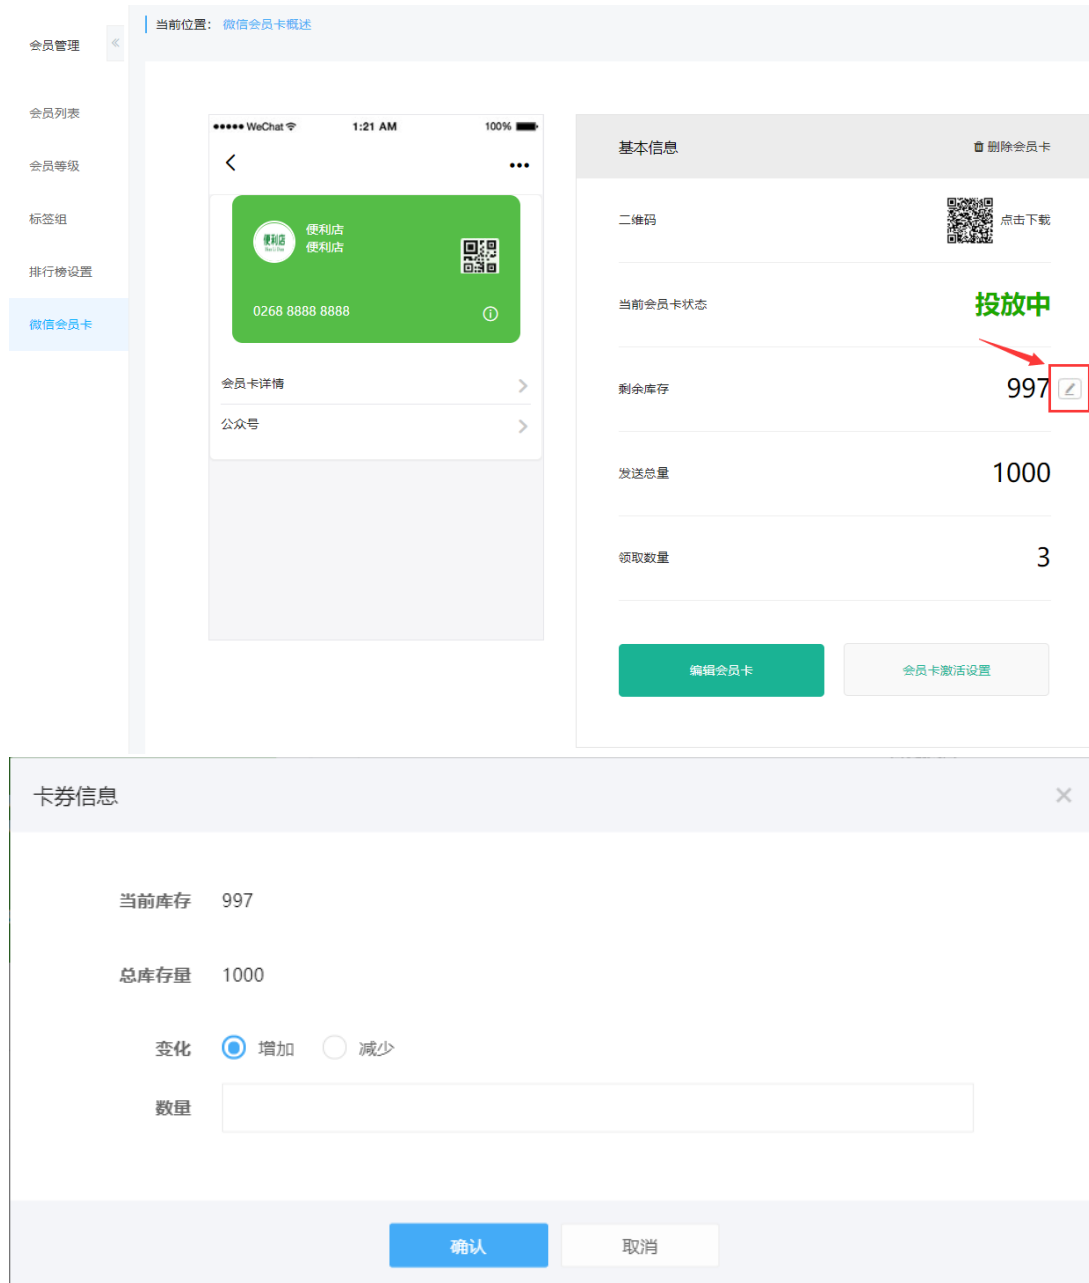 当前位置： 微信会员卡概述
会员管理
会员列表
会员等级
标签组
排行榜设置
微信会员卡
WeChat 1:21 AM 100%
便利店
便利店
便利店
0268 8888 8888
会员卡详情
公众号
基本信息 删除会员卡
二维码 点击下载
当前会员卡状态 投放中
剩余库存 997
发送总量 1000
领取数量 3
编辑会员卡 会员卡激活设置
卡券信息
当前库存 997
总库存量 1000
变化 增加 减少
数量
确认 取消